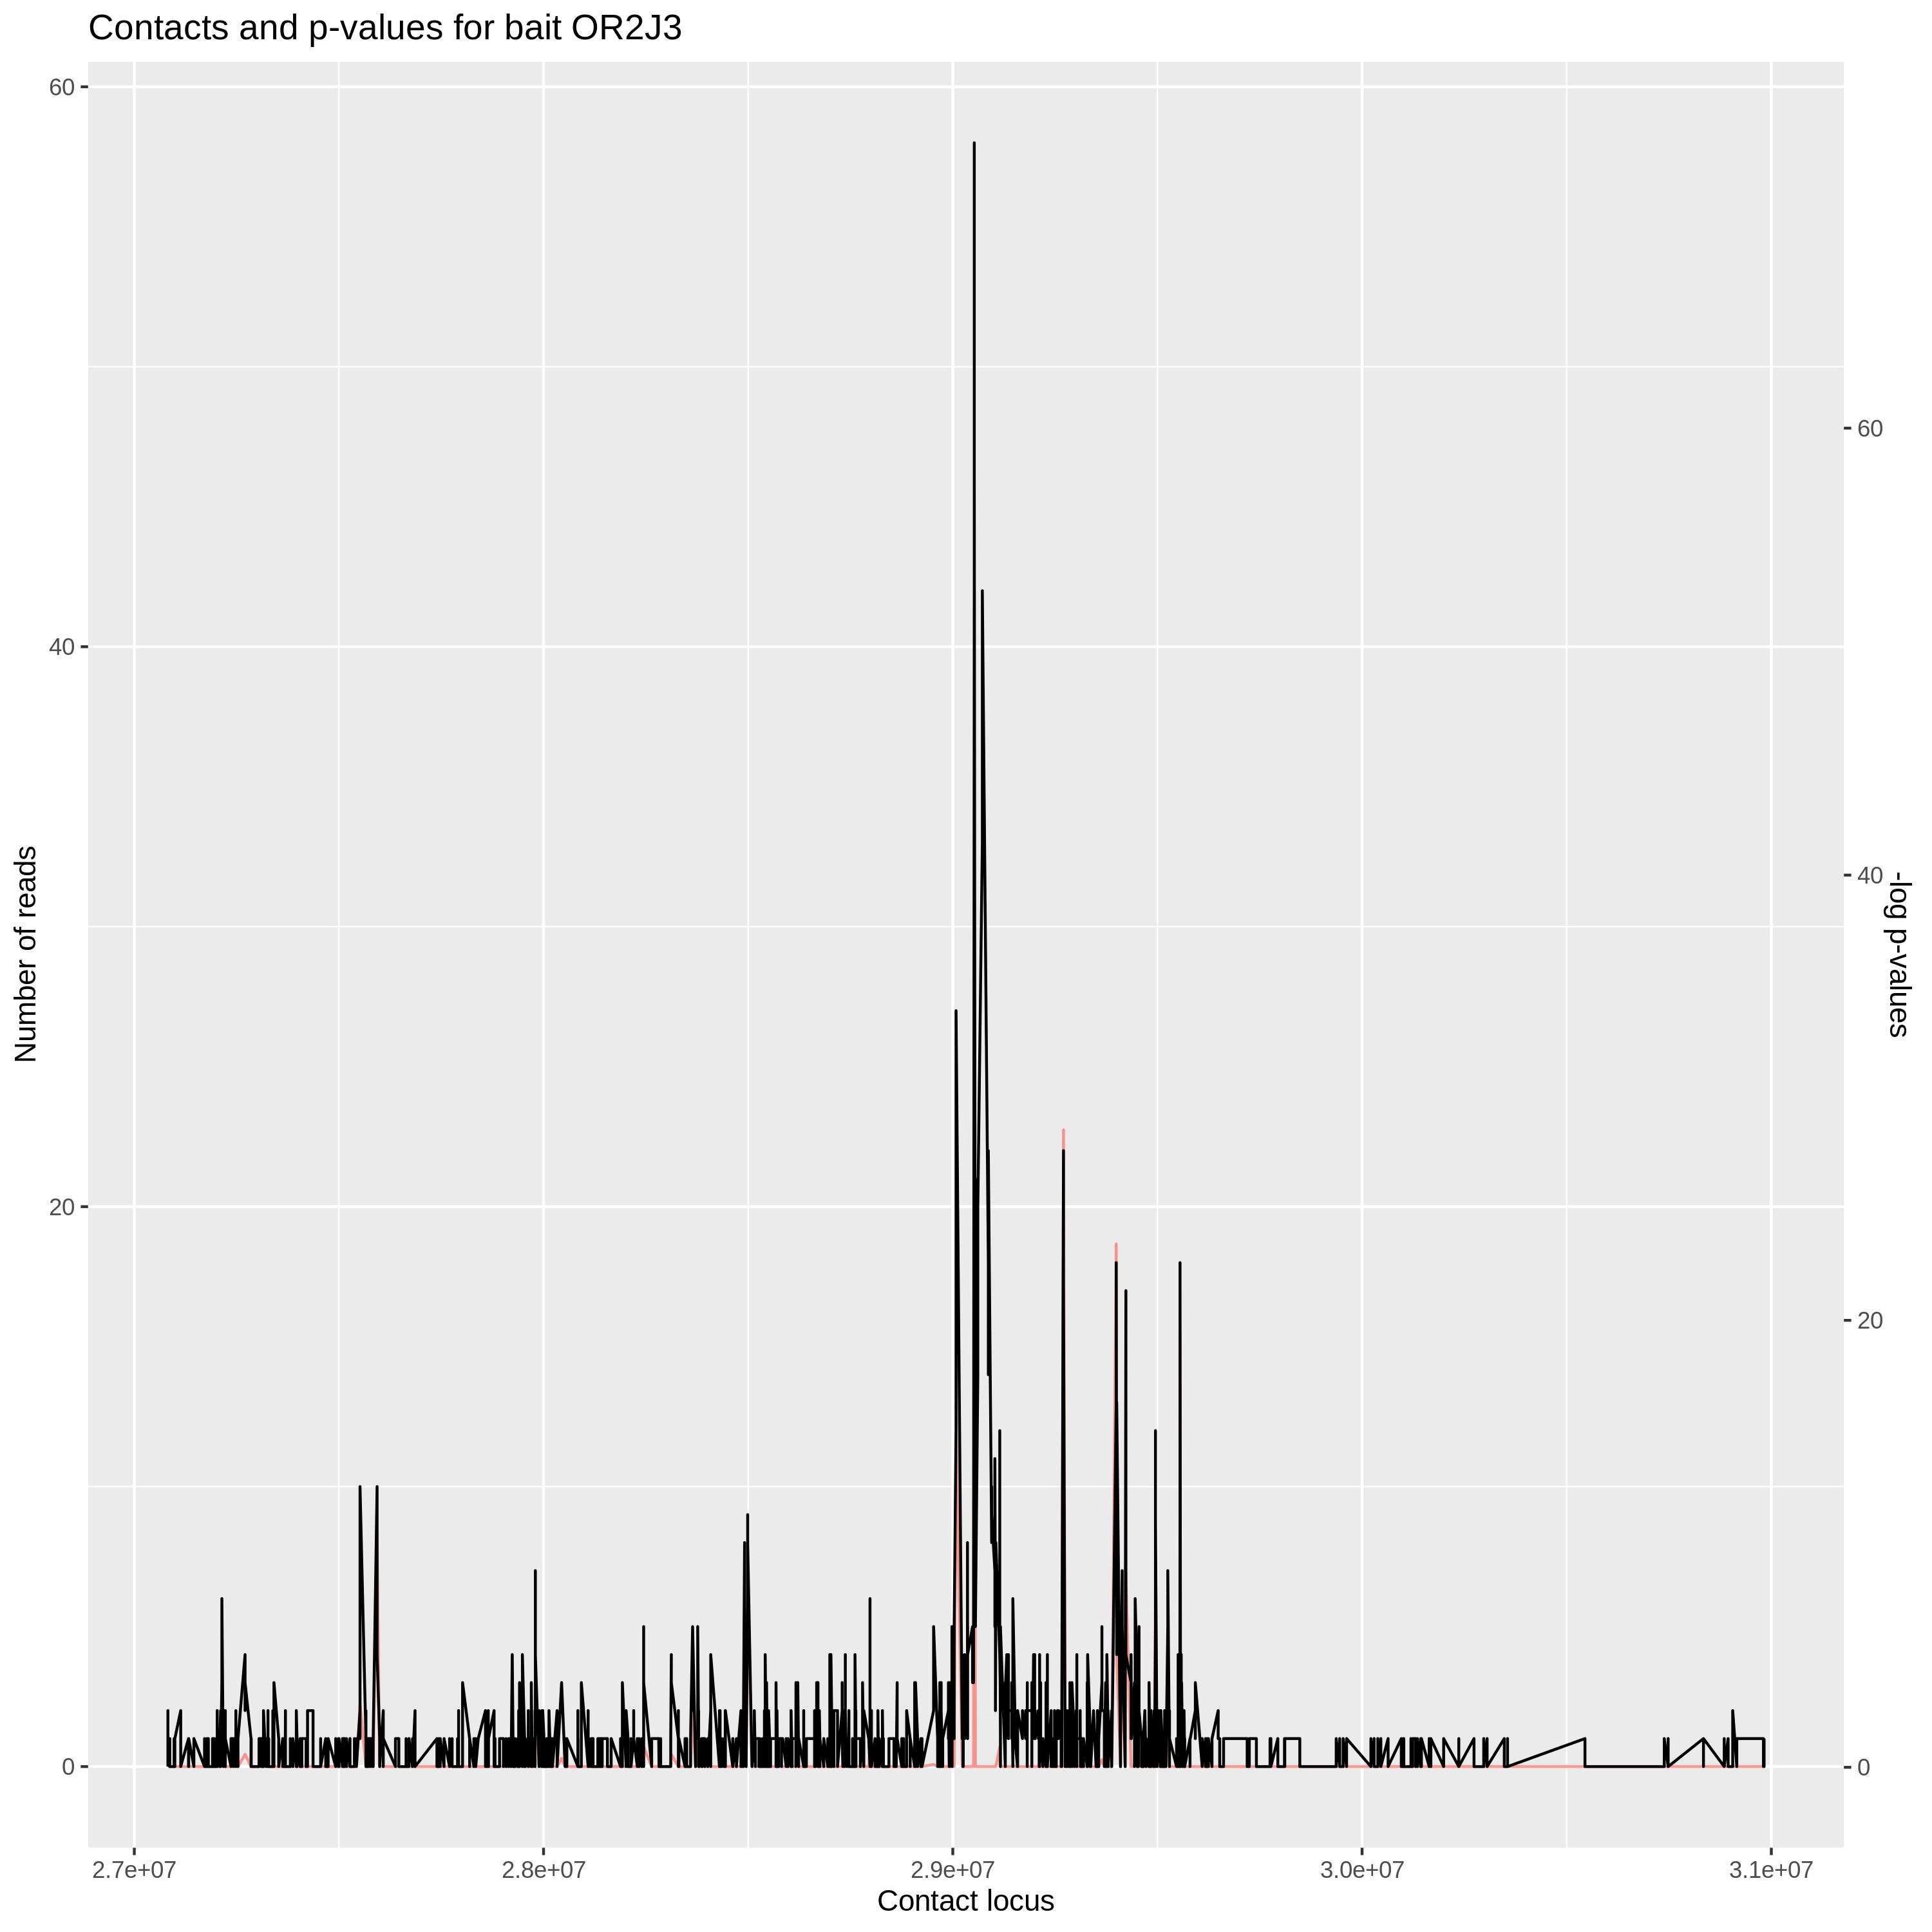 Contacts and p-values for bait OR2J3
60
40
20
0
Number of reads
60
40
20
0
-log p-values
2.7e+07
2.8e+07
2.9e+07
3.0e+07
3.1e+07
Contact locus